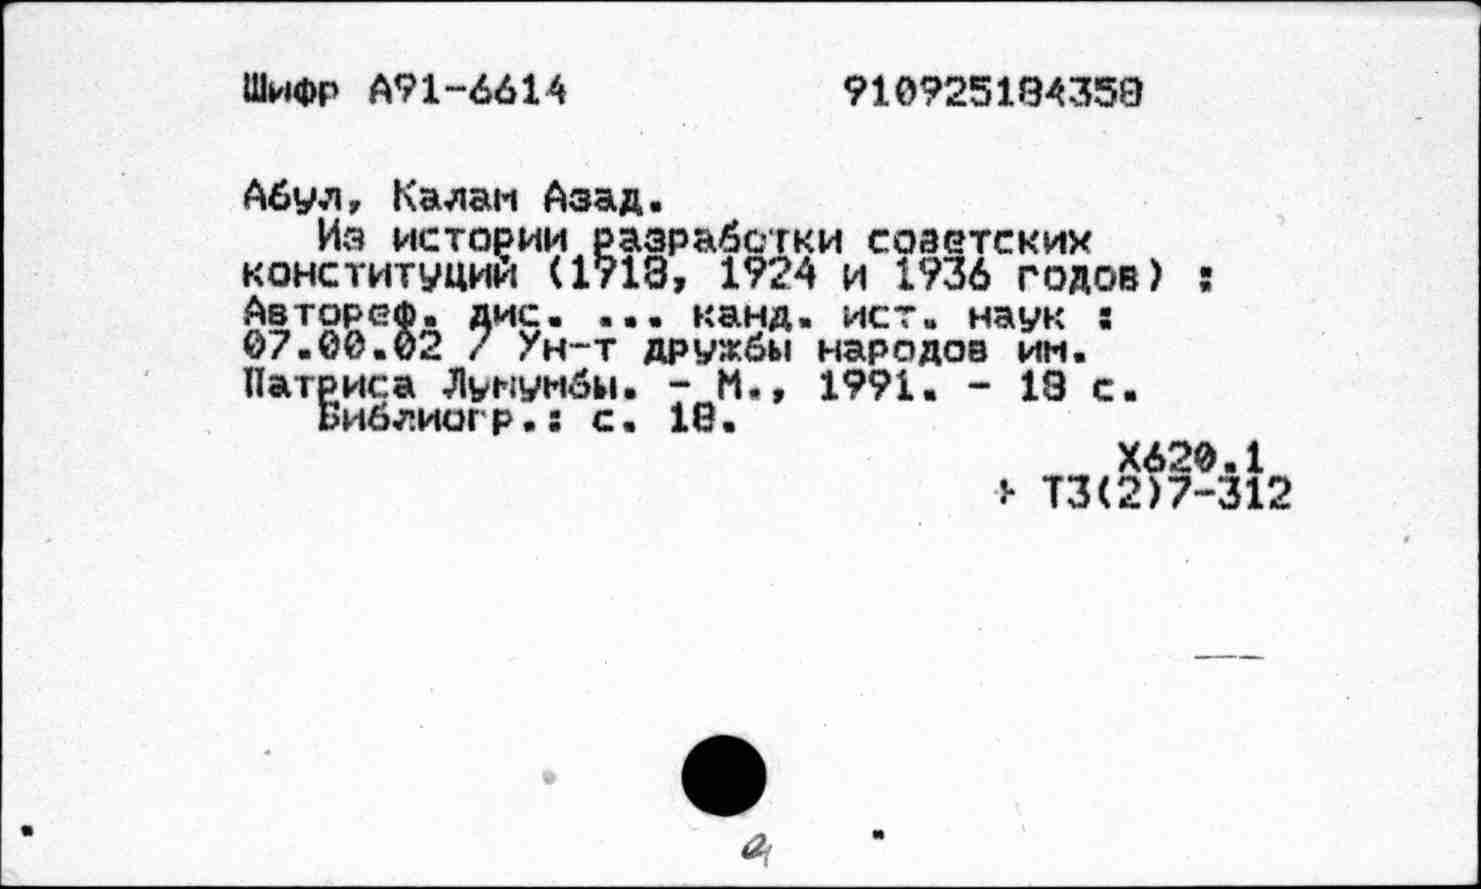 Шифр А91-6614 910925184358
Абул, Калам Азад.
Из истории разработки советских
конституций (1918, 1924 и 1936 годов) :
Автореф. дис. ... канд. ист. наук :
07.00.02 / Ун-т дружбы народов им.
Патриса Лумумбы. - М., 1991. - 18 с.
Библиогр.: с. 18.
Х620.1
+ Т3(2)7-312